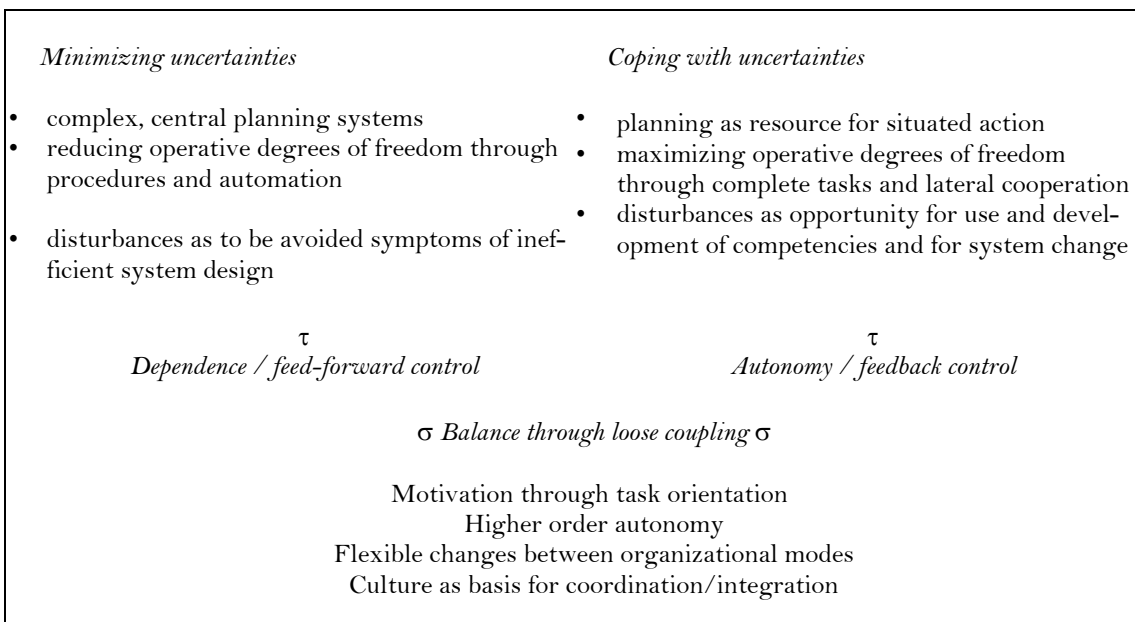 Minimizing uncertainties
• complex, central planning systems
• reducing operative degrees of freedom through
procedures and automation
• disturbances as to be avoided symptoms of inef-
ficient system design
Coping with uncertainties
• planning as resource for situated action
• maximizing operative degrees of freedom
through complete tasks and lateral cooperation
• disturbances as opportunity for use and devel-
opment of competencies and for system change
τ
Dependence / feed-forward control
τ
Autonomy / feedback control
σ Balance through loose coupling σ
Motivation through task orientation
Higher order autonomy
Flexible changes between organizational modes
Culture as basis for coordination/integration